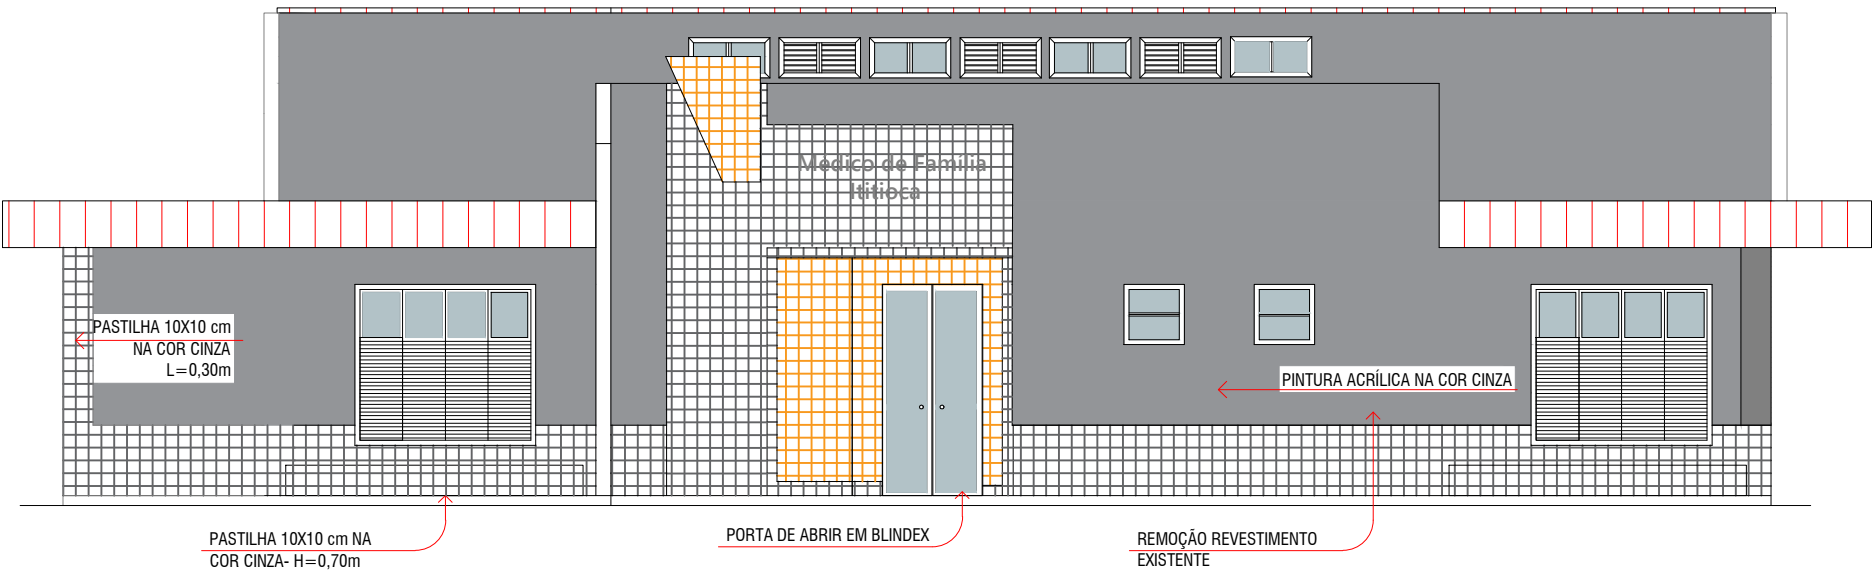 Médico de Família
Ititioca
PASTILHA 10X10 cm
NA COR CINZA
L=0,30m
PINTURA ACRÍLICA NA COR CINZA
PASTILHA 10X10 cm NA
COR CINZA- H=0,70m
PORTA DE ABRIR EM BLINDEX
REMOÇÃO REVESTIMENTO
EXISTENTE